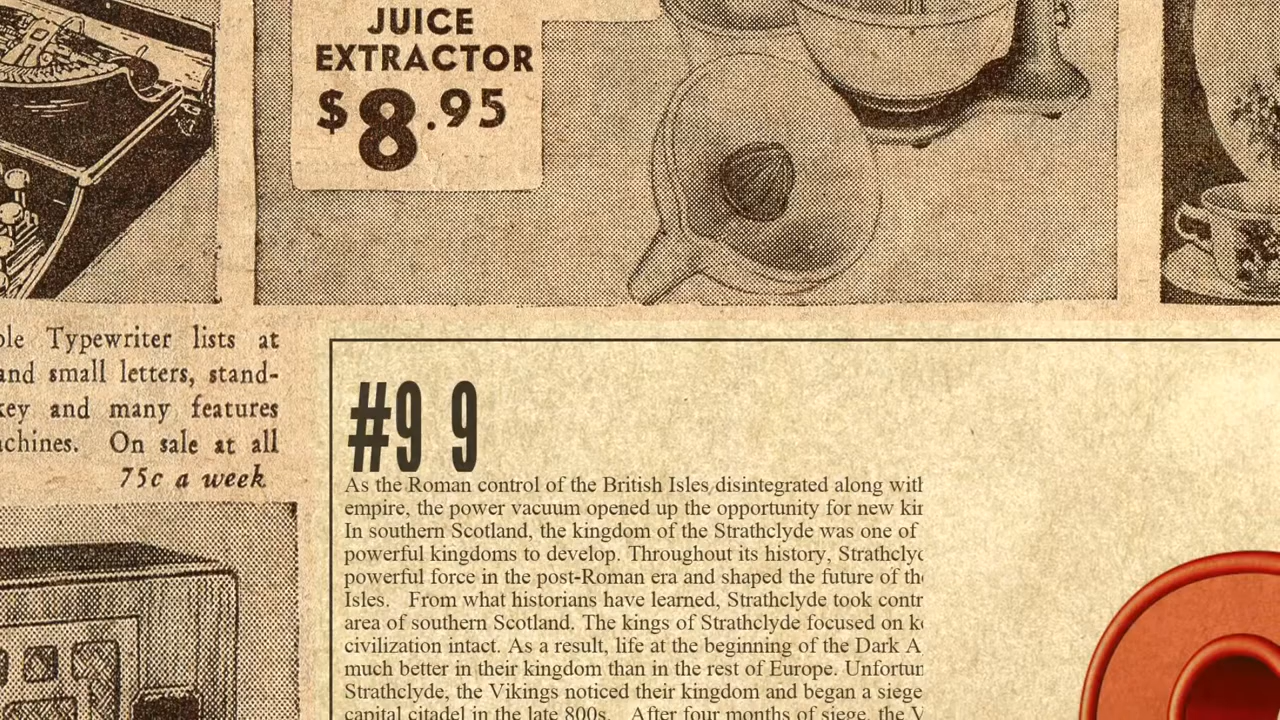 JUICE
EXTRACTOR
$8.95
Typewriter lists at
and small letters, stand-
key and many features
On sale at all
75c a week
#9 9
As the Roman control of the British Isles disintegrated along with
empire, the power vacuum opened up the opportunity for new
In southern Scotland, the kingdom of the Strathclyde was one of
powerful kingdoms to develop. Throughout its history,
powerful force in the post-Roman era and shaped the future of the
Isles. From what historians have learned, Strathclyde took
area of southern Scotland. The kings of Strathclyde focused on
civilization intact. As a result, life at the beginning of the Dark
much better in their kingdom than in the rest of Europe.
Strathclyde, the Vikings noticed their kingdom and began a siege
capital citadel in the late 800s. After four months of siege, the